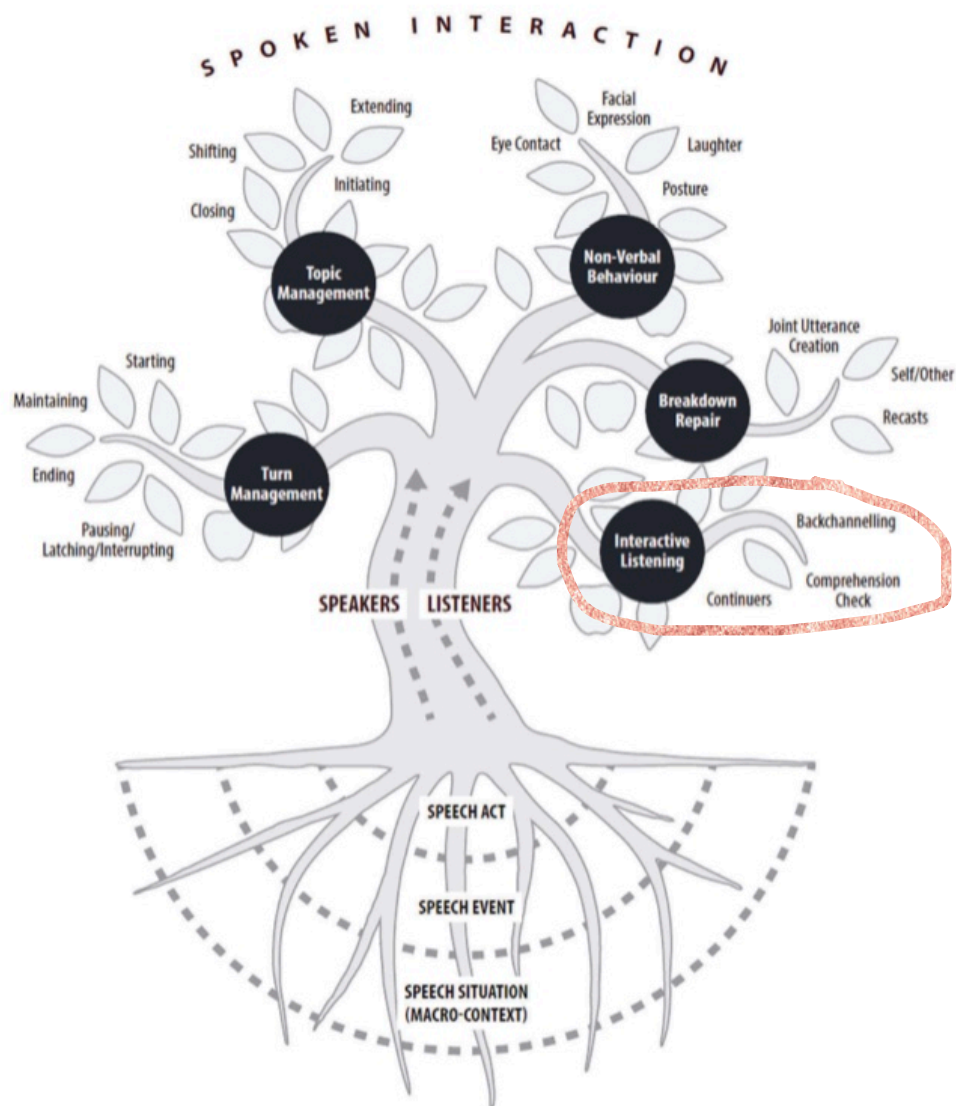 SPOKEN INTERACTION
Extending
Shifting
Initiating
Closing
Topic
Management
Facial
Expression
Eye Contact
Laughter
Posture
Non-Verbal
Behaviour
Joint Utterance
Creation
Self/Other
Recasts
Breakdown
Repair
Starting
Maintaining
Ending
Pausing/
Latching/Interrupting
Turn
Management
Interactive
Listening
Backchannelling
Comprehension
Check
Continuers
SPEAKERS LISTENERS
SPEECH ACT
SPEECH EVENT
SPEECH SITUATION
(MACRO-CONTEXT)